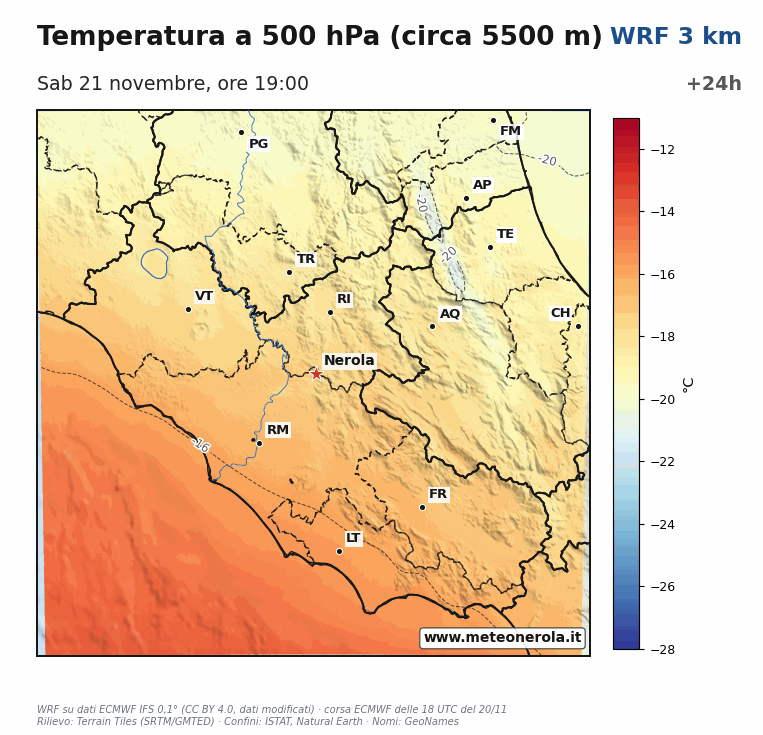 Temperatura a 500 hPa (circa 5500 m) WRF 3 km
Sab 21 novembre, ore 19:00 +24h
FM
PG
-20
AP
-20
TE
-20
TR
VT
RI
AQ
CH
Nerola
RM
-16
FR
LT
www.meteonerola.it
−12
−14
−16
−18
−20
−22
−24
−26
−28
°C
WRF su dati ECMWF IFS 0,1° (CC BY 4.0, dati modificati) · corsa ECMWF delle 18 UTC del 20/11
Rilievo: Terrain Tiles (SRTM/GMTED) · Confini: ISTAT, Natural Earth · Nomi: GeoNames